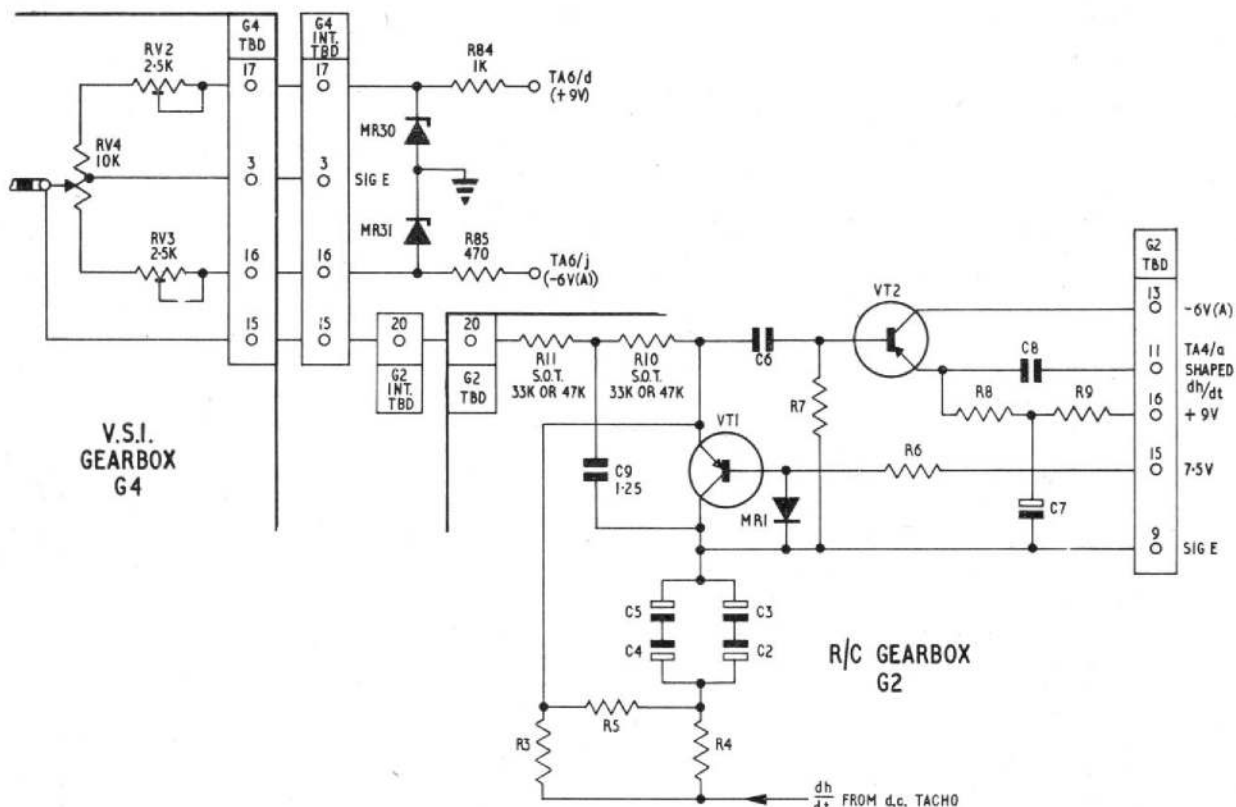 G4
TBD
G4
INT.
TBD
RV2
2·5K
17
17
R84
1K
TA6/d
(+9V)
MR30
RV4
10K
3
3
SIG E
MR31
RV3
2·5K
16
16
R85
470
TA6/j
(-6V(A))
15
15
20
G2
INT.
TBD
20
G2
TBD
R11
S.O.T.
33K OR 47K
R10
S.O.T.
33K OR 47K
C6
VT2
G2
TBD
13
-6V(A)
11
TA4/a
SHAPED
dh/dt
C8
R8
R9
16
+9V
R7
VT1
R6
15
7·5V
C9
1·25
MR1
C7
9
SIG E
V.S.I.
GEARBOX
G4
C5
C3
C4
C2
R/C GEARBOX
G2
R5
R3
R4
dh
dt FROM d.c. TACHO